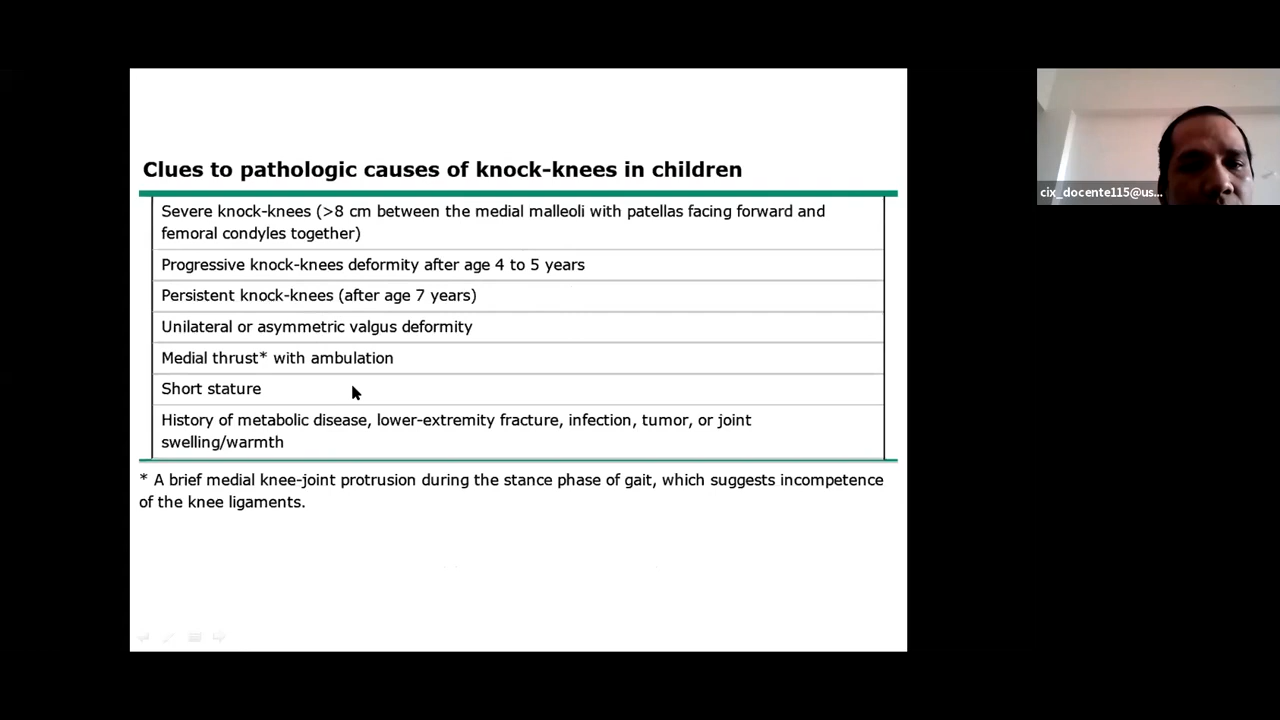 Clues to pathologic causes of knock-knees in children
Severe knock-knees (>8 cm between the medial malleoli with patellas facing forward and
femoral condyles together)
Progressive knock-knees deformity after age 4 to 5 years
Persistent knock-knees (after age 7 years)
Unilateral or asymmetric valgus deformity
Medial thrust* with ambulation
Short stature
History of metabolic disease, lower-extremity fracture, infection, tumor, or joint
swelling/warmth
* A brief medial knee-joint protrusion during the stance phase of gait, which suggests incompetence
of the knee ligaments.
cix_docente115@us...